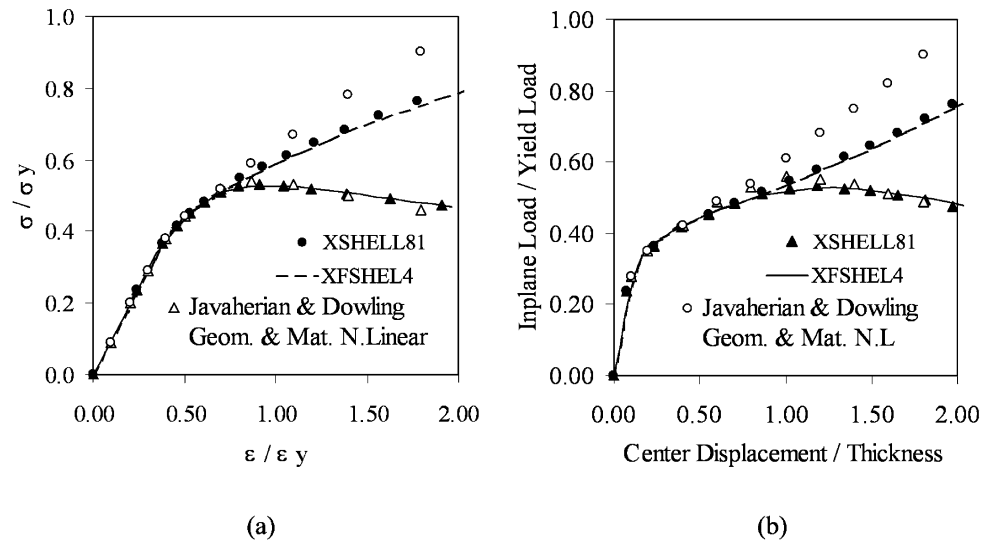 1.0
0.8
0.6
0.4
0.2
0.0
σ / σ y
XSHELL81
XFSHEL4
Javaherian & Dowling
Geom. & Mat. N.Linear
0.00 0.50 1.00 1.50 2.00
ε / ε y
(a)
1.00
0.80
0.60
0.40
0.20
0.00
Inplane Load / Yield Load
XSHELL81
XFSHEL4
Javaherian & Dowling
Geom. & Mat. N.L
0.00 0.50 1.00 1.50 2.00
Center Displacement / Thickness
(b)